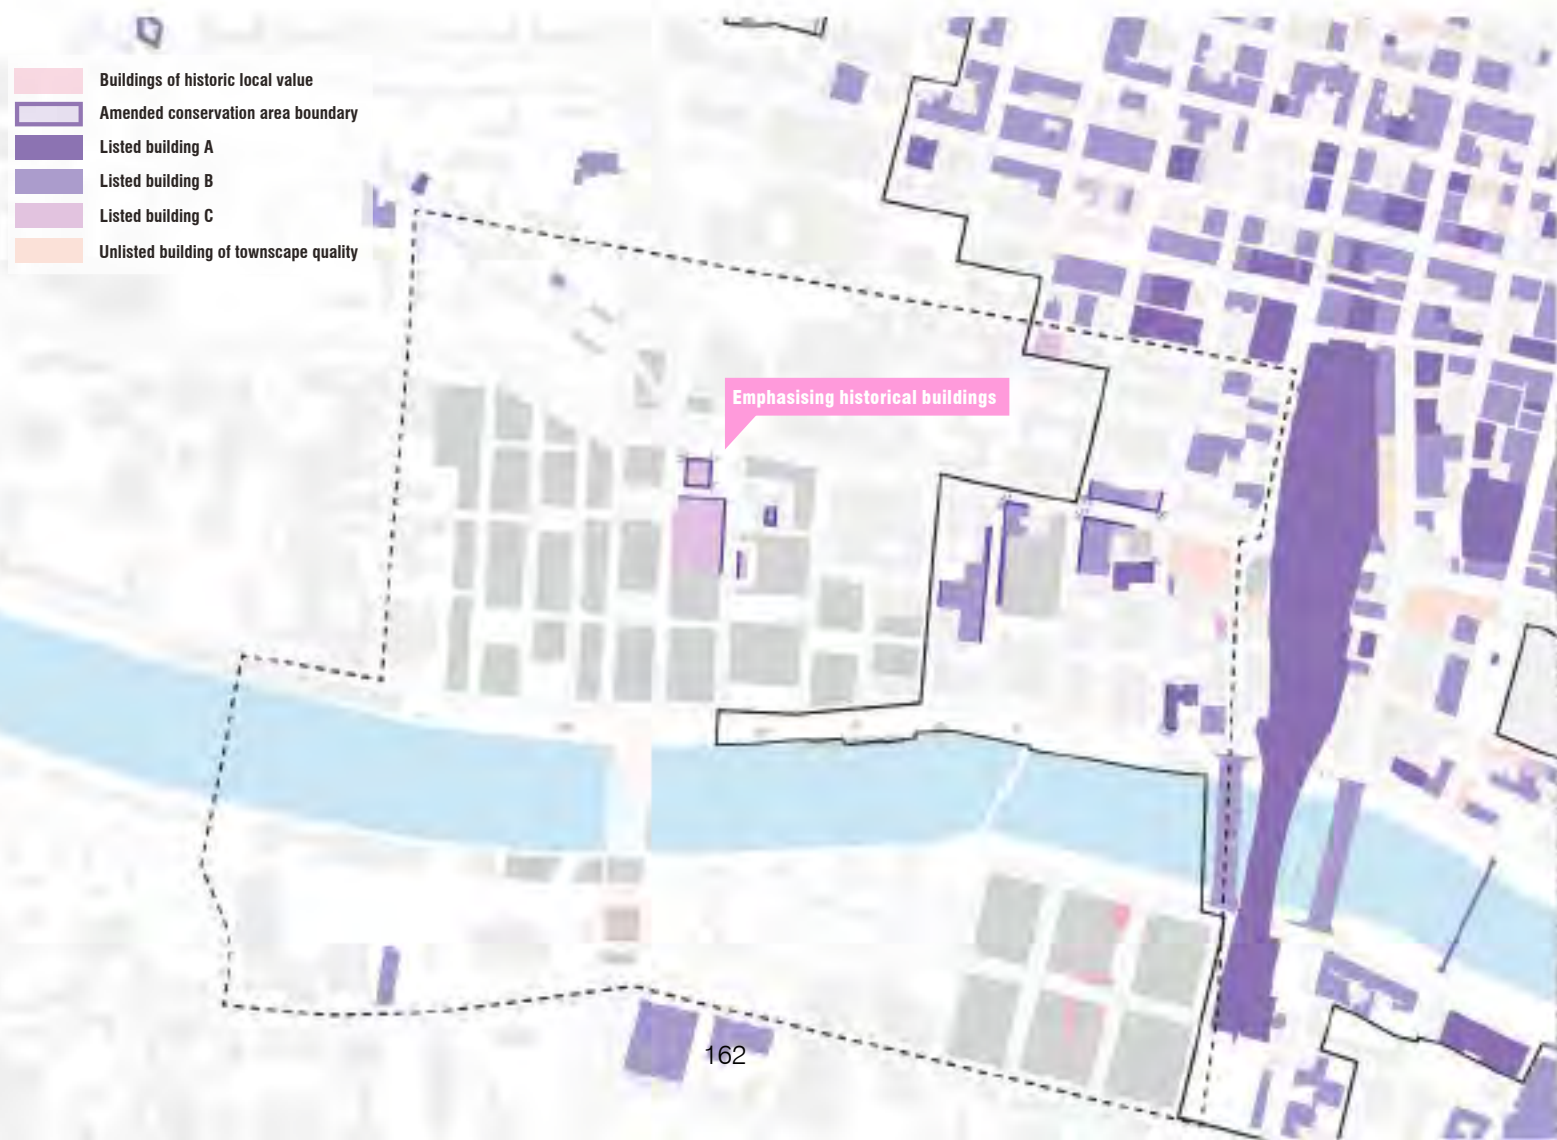 Buildings of historic local value
Amended conservation area boundary
Listed building A
Listed building B
Listed building C
Unlisted building of townscape quality
Emphasising historical buildings
162